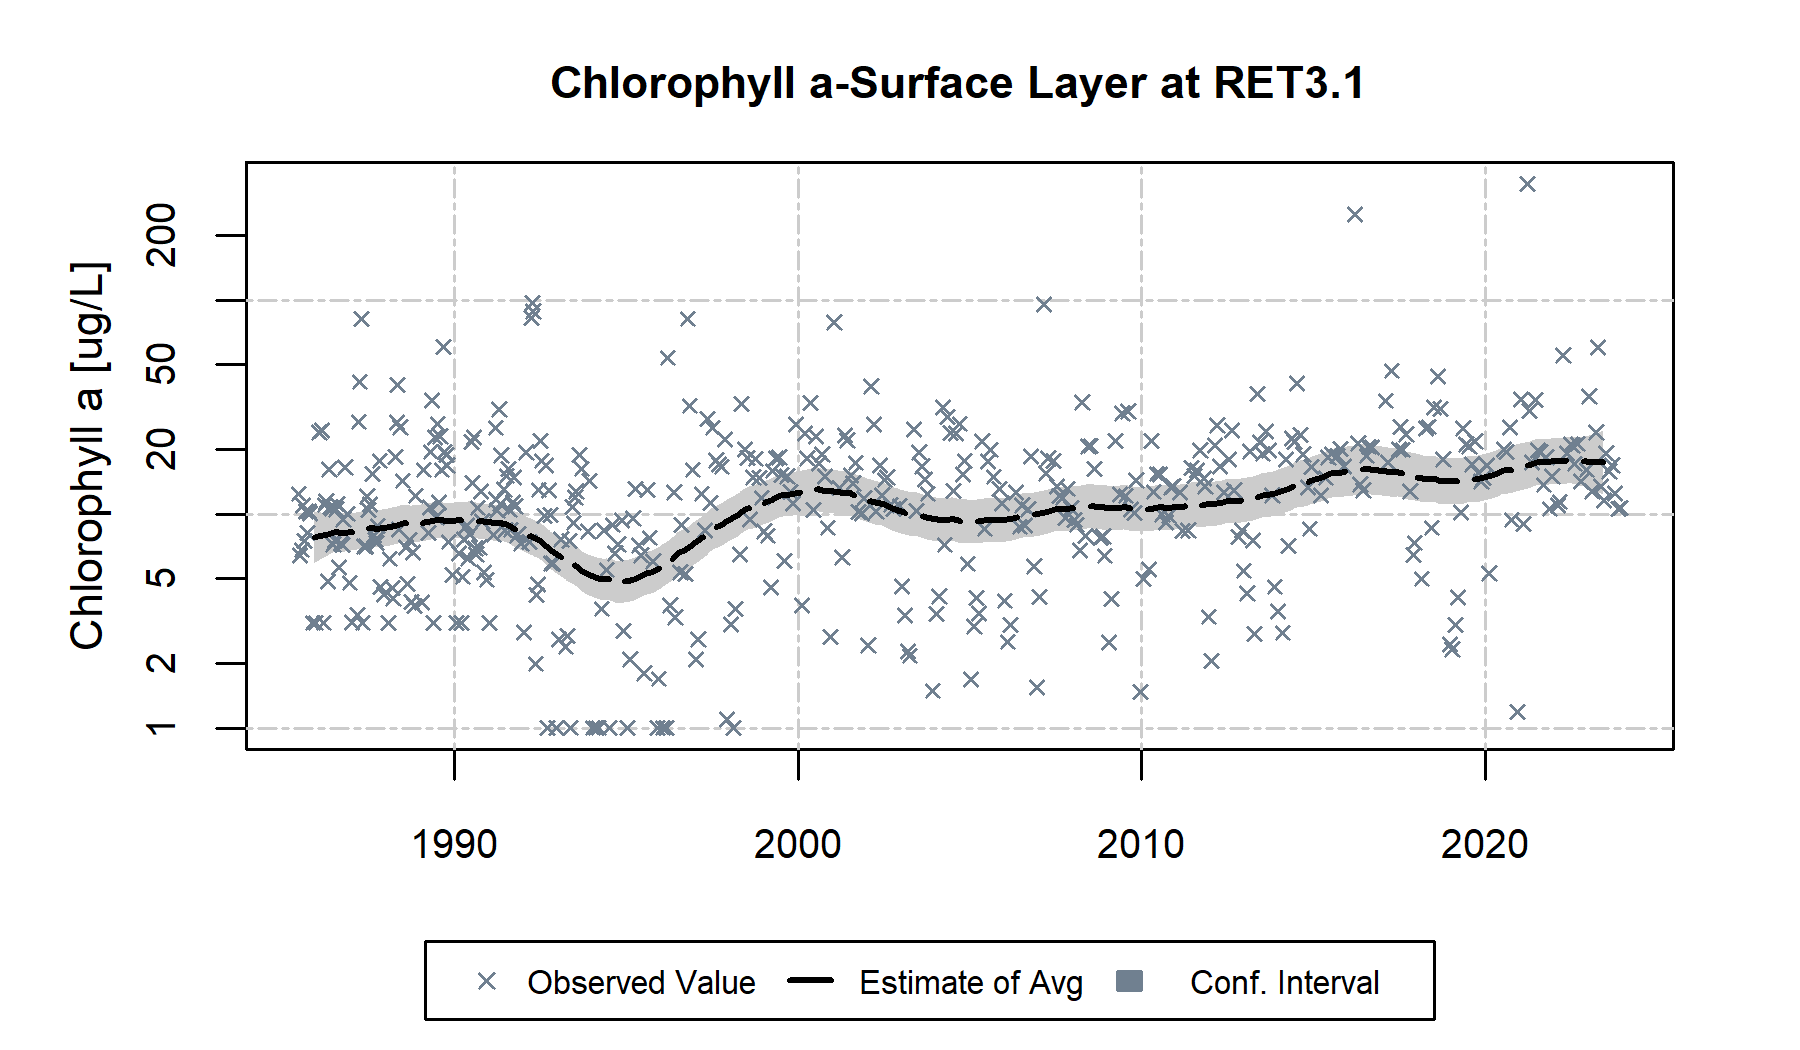 Chlorophyll a-Surface Layer at RET3.1
Chlorophyll a [ug/L]
200
50
20
5
2
1
1990 2000 2010 2020
Observed Value Estimate of Avg Conf. Interval